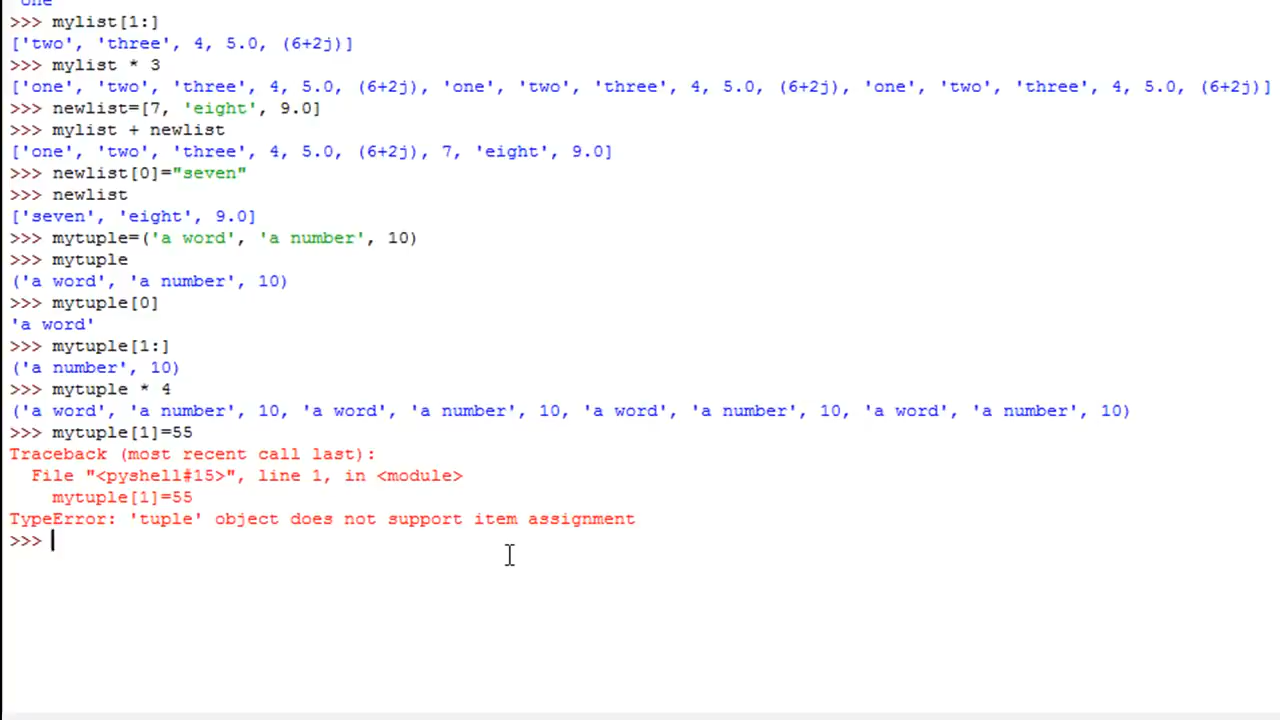 one
>>> mylist[1:]
['two', 'three', 4, 5.0, (6+2j)]
>>> mylist * 3
['one', 'two', 'three', 4, 5.0, (6+2j), 'one', 'two', 'three', 4, 5.0, (6+2j), 'one', 'two', 'three', 4, 5.0, (6+2j)]
>>> newlist=[7, 'eight', 9.0]
>>> mylist + newlist
['one', 'two', 'three', 4, 5.0, (6+2j), 7, 'eight', 9.0]
>>> newlist[0]="seven"
>>> newlist
['seven', 'eight', 9.0]
>>> mytuple=('a word', 'a number', 10)
>>> mytuple
('a word', 'a number', 10)
>>> mytuple[0]
'a word'
>>> mytuple[1:]
('a number', 10)
>>> mytuple * 4
('a word', 'a number', 10, 'a word', 'a number', 10, 'a word', 'a number', 10, 'a word', 'a number', 10)
>>> mytuple[1]=55
Traceback (most recent call last):
  File "<pyshell#15>", line 1, in <module>
    mytuple[1]=55
TypeError: 'tuple' object does not support item assignment
>>>